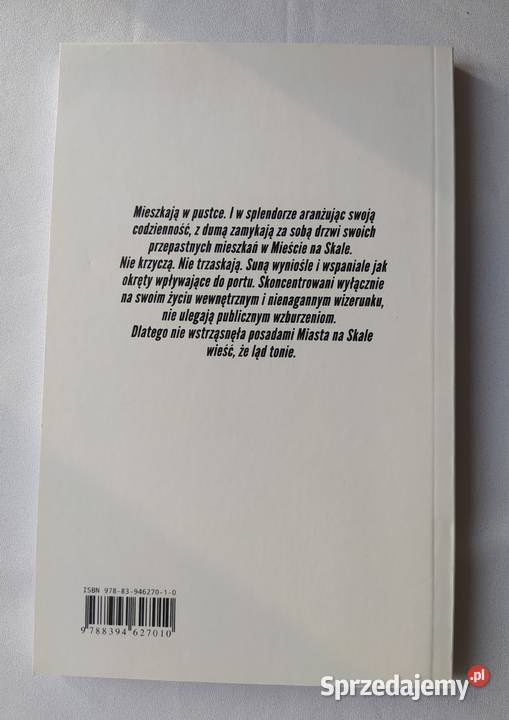 Mieszkają w pustce. I w splendorze aranżując swoją
codzienność, z dumą zamykają za sobą drzwi swoich
przepastnych mieszkań w Mieście na Skale.
Nie krzyczą. Nie trzaskają. Suną wyniośle i wspaniale jak
okręty wpływające do portu. Skoncentrowani wyłącznie
na swoim życiu wewnętrznym i nienagannym wizerunku,
nie ulegają publicznym wzburzeniom.
Dlatego nie wstrząsnęła posadami Miasta na Skale
wieść, że ląd tonie.
ISBN 978-83-946270-1-0
9 788394 627010
Sprzedajemy.pl